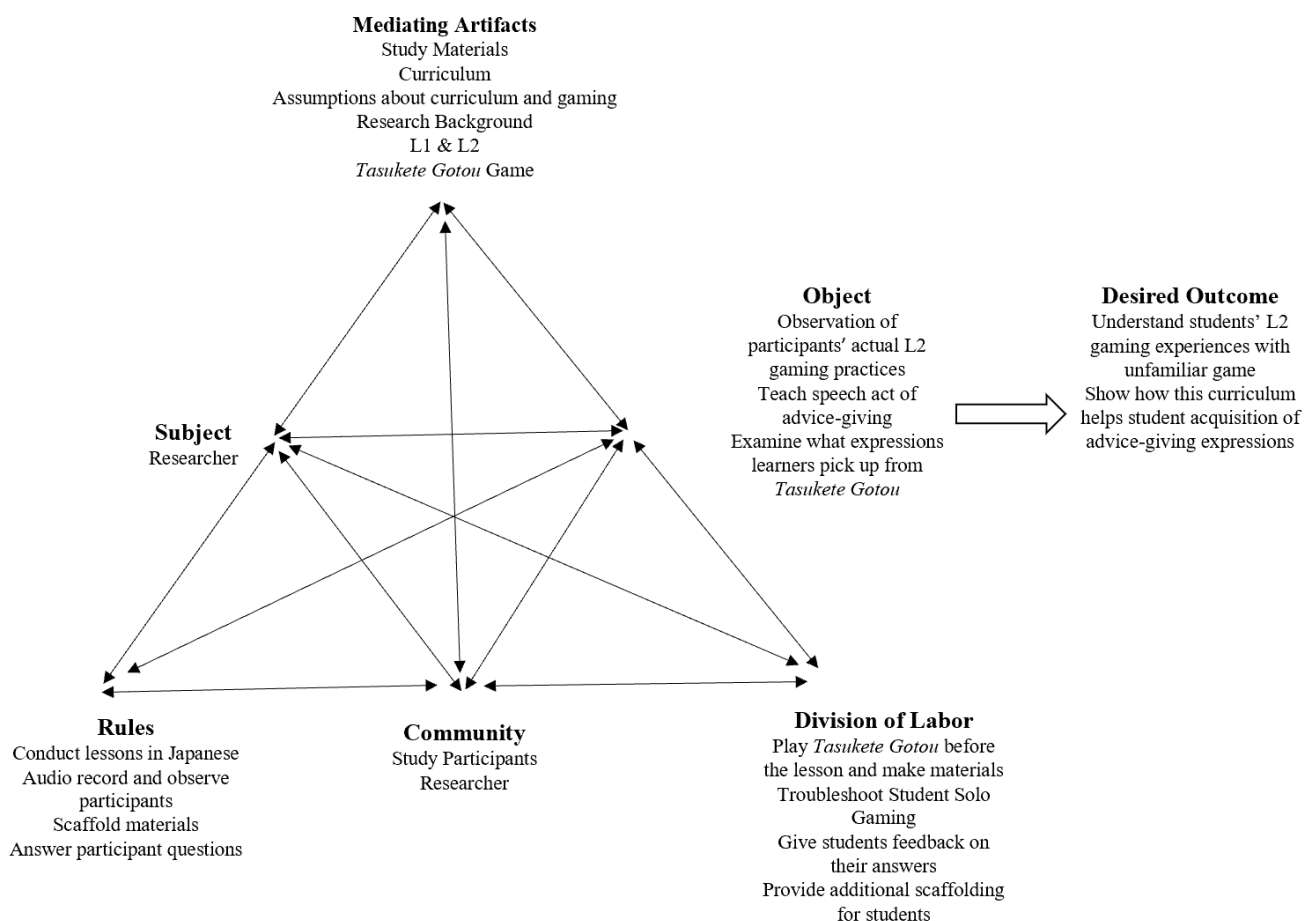 Mediating Artifacts
Study Materials
Curriculum
Assumptions about curriculum and gaming
Research Background
L1 & L2
Tasukete Gotou Game
Subject
Researcher
Object
Observation of
participants’ actual L2
gaming practices
Teach speech act of
advice-giving
Examine what expressions
learners pick up from
Tasukete Gotou
Desired Outcome
Understand students’ L2
gaming experiences with
unfamiliar game
Show how this curriculum
helps student acquisition of
advice-giving expressions
Rules
Conduct lessons in Japanese
Audio record and observe
participants
Scaffold materials
Answer participant questions
Community
Study Participants
Researcher
Division of Labor
Play Tasukete Gotou before
the lesson and make materials
Troubleshoot Student Solo
Gaming
Give students feedback on
their answers
Provide additional scaffolding
for students